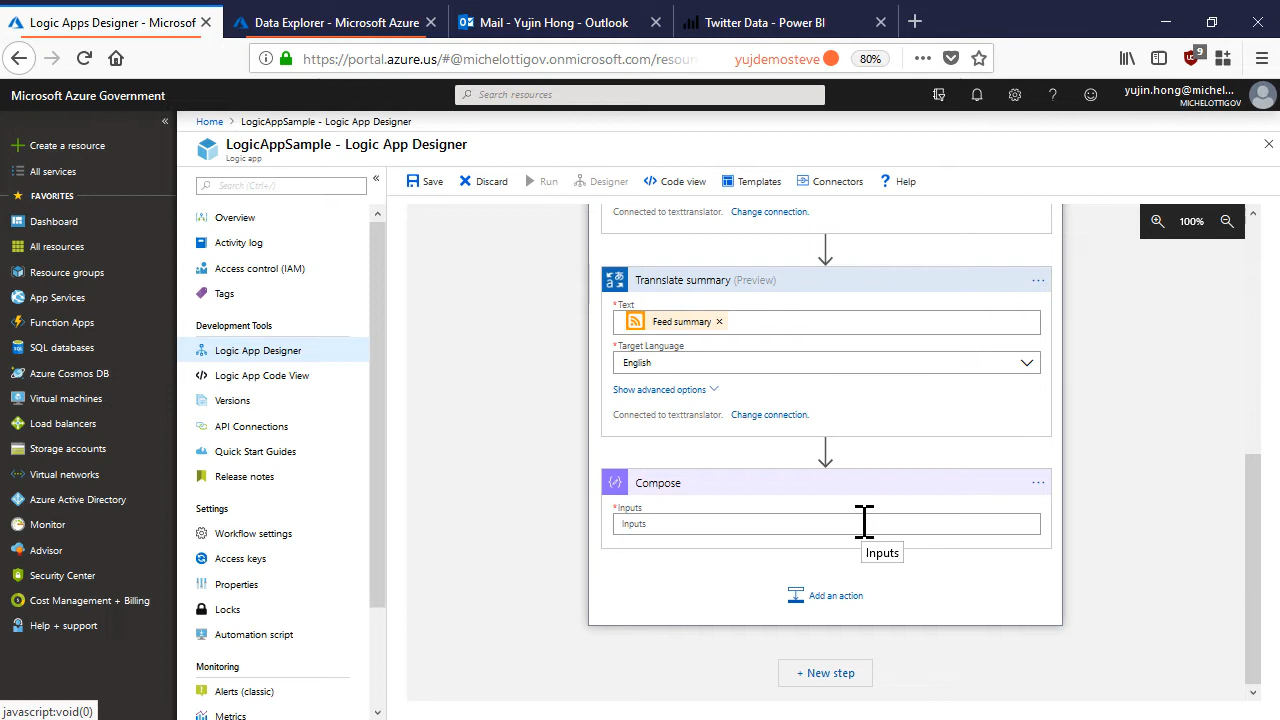 Logic Apps Designer - Microsof
Data Explorer - Microsoft Azure
Mail - Yujin Hong - Outlook
Twitter Data - Power BI
https://portal.azure.us/#@michelottigov.onmicrosoft.com/resour
yujdemosteve
80%
9
Microsoft Azure Government
Search resources
yujin.hong@michel...
MICHELOTTIGOV
Create a resource
All services
FAVORITES
Dashboard
All resources
Resource groups
App Services
Function Apps
SQL databases
Azure Cosmos DB
Virtual machines
Load balancers
Storage accounts
Virtual networks
Azure Active Directory
Monitor
Advisor
Security Center
Cost Management + Billing
Help + support
javascript:void(0)
Home > LogicAppSample - Logic App Designer
LogicAppSample - Logic App Designer
Logic app
Search (Ctrl+/)
Overview
Activity log
Access control (IAM)
Tags
Development Tools
Logic App Designer
Logic App Code View
Versions
API Connections
Quick Start Guides
Release notes
Settings
Workflow settings
Access keys
Properties
Locks
Automation script
Monitoring
Alerts (classic)
Metrics
Save
Discard
Run
Designer
Code view
Templates
Connectors
Help
100%
Connected to texttranslator. Change connection.
Trannslate summary (Preview)
* Text
Feed summary
* Target Language
English
Show advanced options
Connected to texttranslator. Change connection.
Compose
* Inputs
Inputs
Inputs
Add an action
+ New step